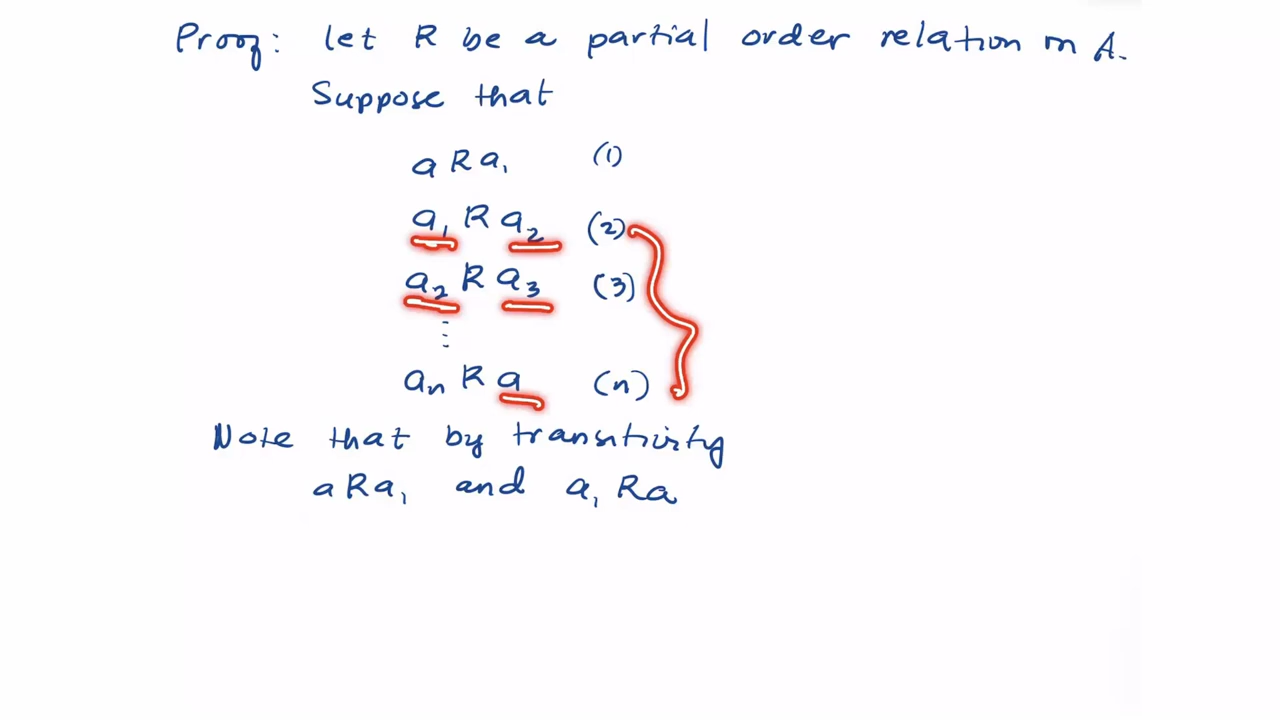 Proof: let R be a partial order relation on A.
Suppose that
a R a₁ (1)
a₁ R a₂ (2)
a₂ R a₃ (3)
⋮
aₙ R a (n)
Note that by transitivity
a R a₁ and a₁ R a